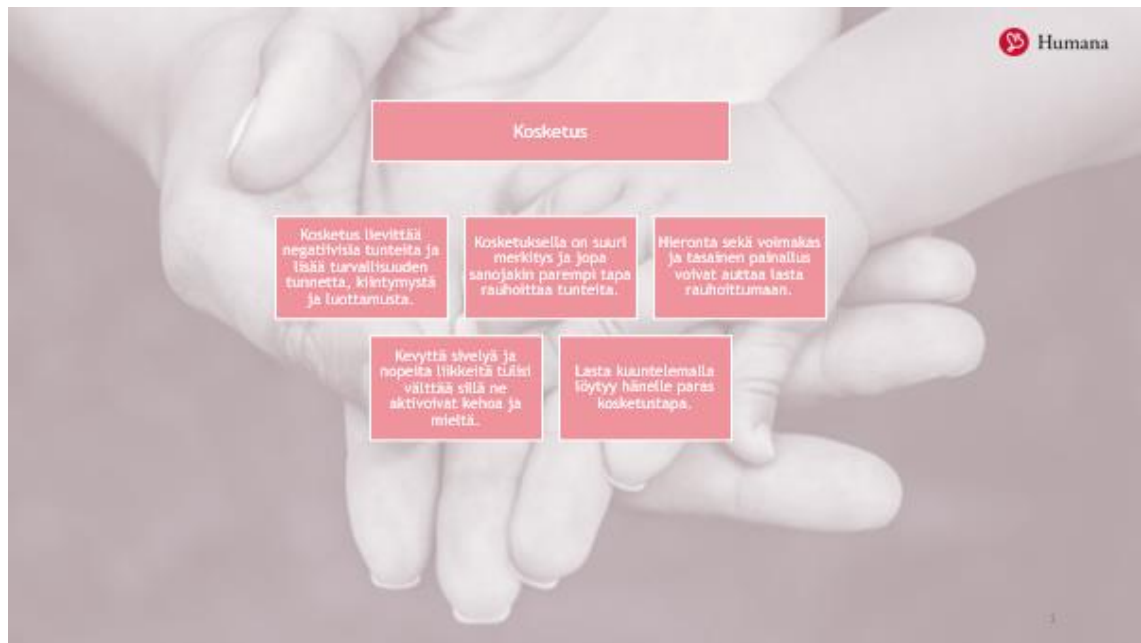 Humana
Kosketus
Kosketus lievittää
negatiivisia tunteita ja
lisää turvallisuuden
tunnetta, kiintymystä
ja luottamusta.
Kosketuksella on suuri
merkitys ja jopa
sanojakin parempi tapa
rauhoittaa tunteita.
Hieronta sekä voimakas
ja tasainen painallus
voivat auttaa lasta
rauhoittumaan.
Kevyttä sivelyä ja
nopeita liikkeitä tulisi
välttää sillä ne
aktivoivat kehoa ja
mieltä.
Lasta kuuntelemalla
löytyy hänelle paras
kosketustapa.